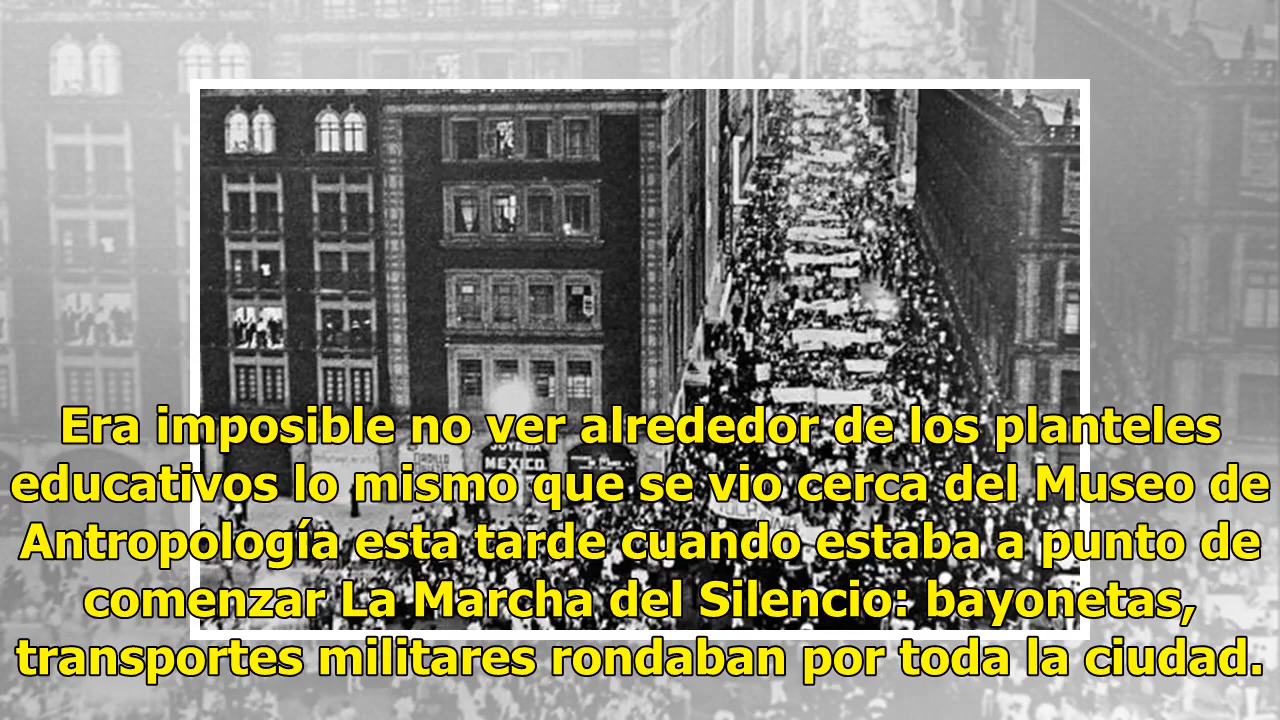 JOYERIA
MEXICO
Era imposible no ver alrededor de los planteles
educativos lo mismo que se vio cerca del Museo de
Antropología esta tarde cuando estaba a punto de
comenzar La Marcha del Silencio: bayonetas,
transportes militares rondaban por toda la ciudad.